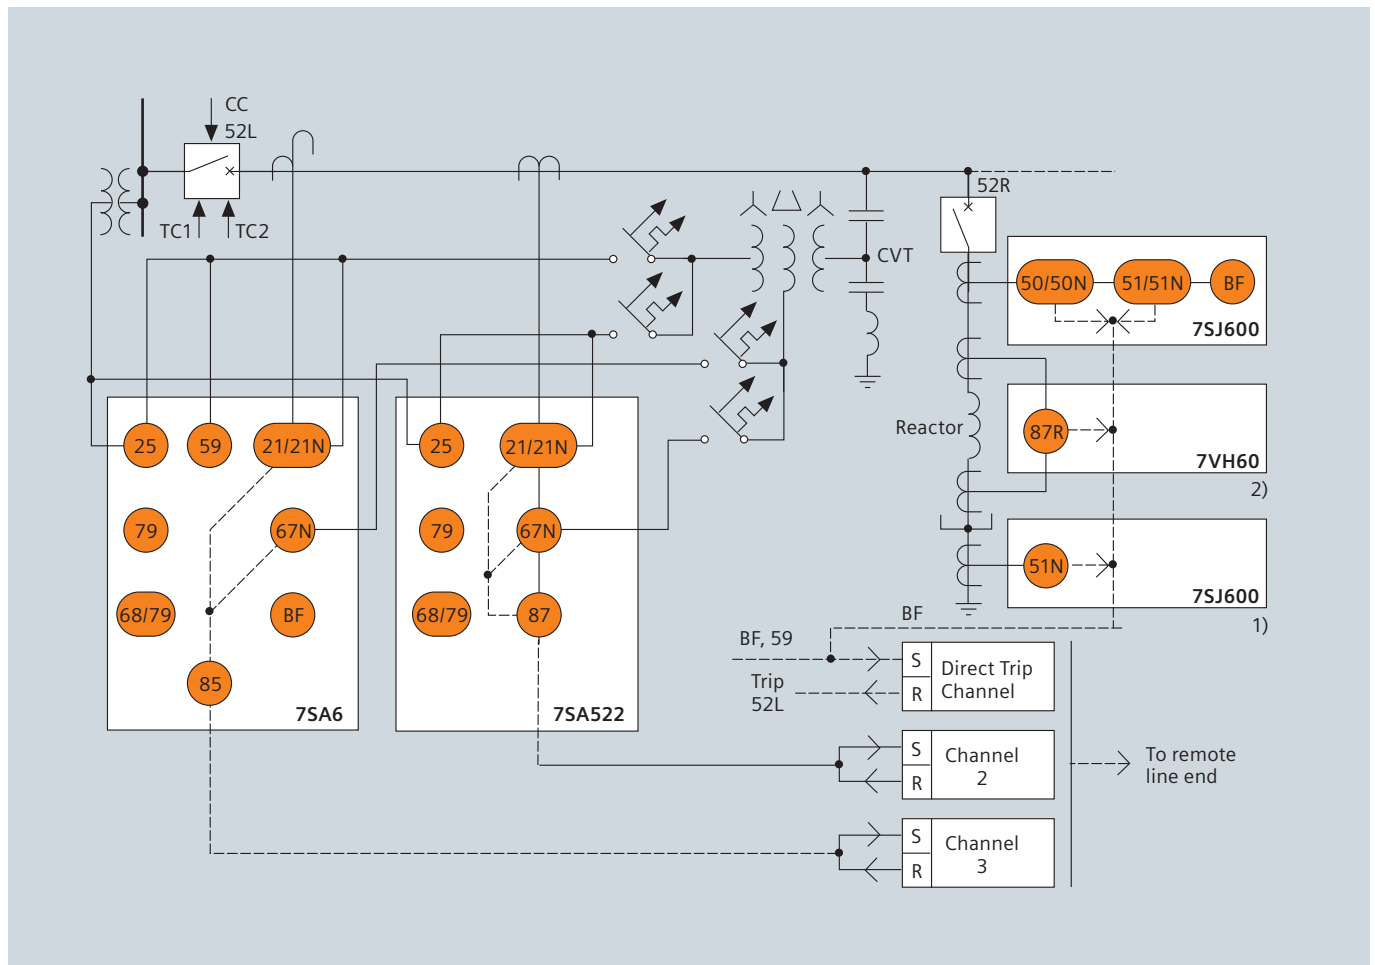 CC
52L
TC1
TC2
52R
CVT
50/50N
51/51N
BF
7SJ600
Reactor
87R
7VH60
2)
51N
7SJ600
1)
25
59
21/21N
79
67N
68/79
BF
85
7SA6
25
21/21N
79
67N
68/79
87
7SA522
BF
BF, 59
Trip
52L
S
R
Direct Trip
Channel
S
R
Channel
2
S
R
Channel
3
To remote
line end